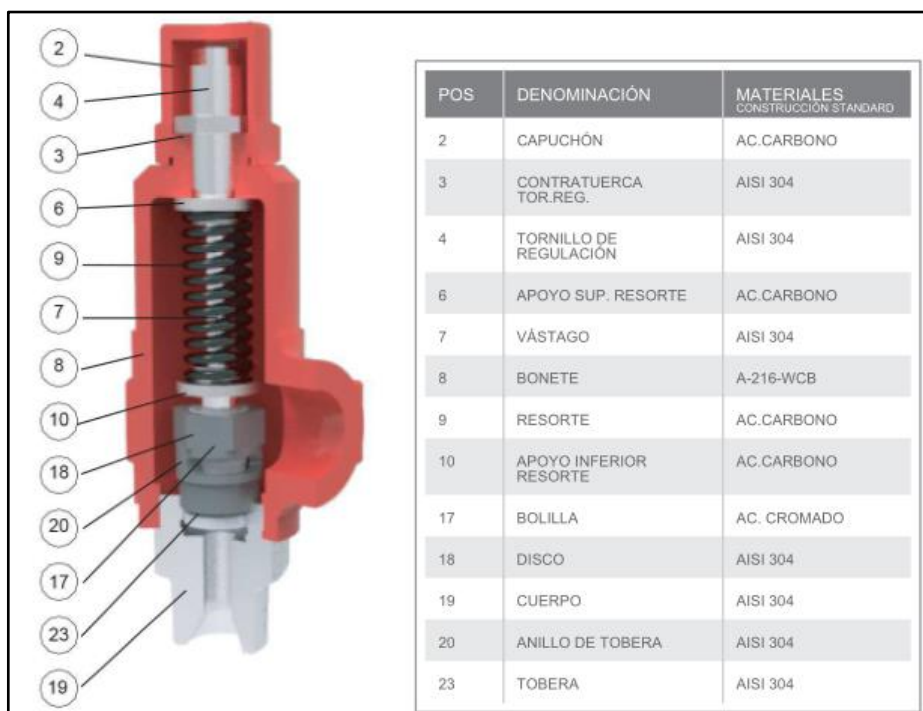 2
4
3
6
9
7
8
10
18
20
17
23
19
POS DENOMINACIÓN MATERIALES
CONSTRUCCIÓN STANDARD
2 CAPUCHÓN AC.CARBONO
3 CONTRATUERCA AISI 304
TOR.REG.
4 TORNILLO DE AISI 304
REGULACIÓN
6 APOYO SUP. RESORTE AC.CARBONO
7 VÁSTAGO AISI 304
8 BONETE A-216-WCB
9 RESORTE AC.CARBONO
10 APOYO INFERIOR AC.CARBONO
RESORTE
17 BOLILLA AC. CROMADO
18 DISCO AISI 304
19 CUERPO AISI 304
20 ANILLO DE TOBERA AISI 304
23 TOBERA AISI 304